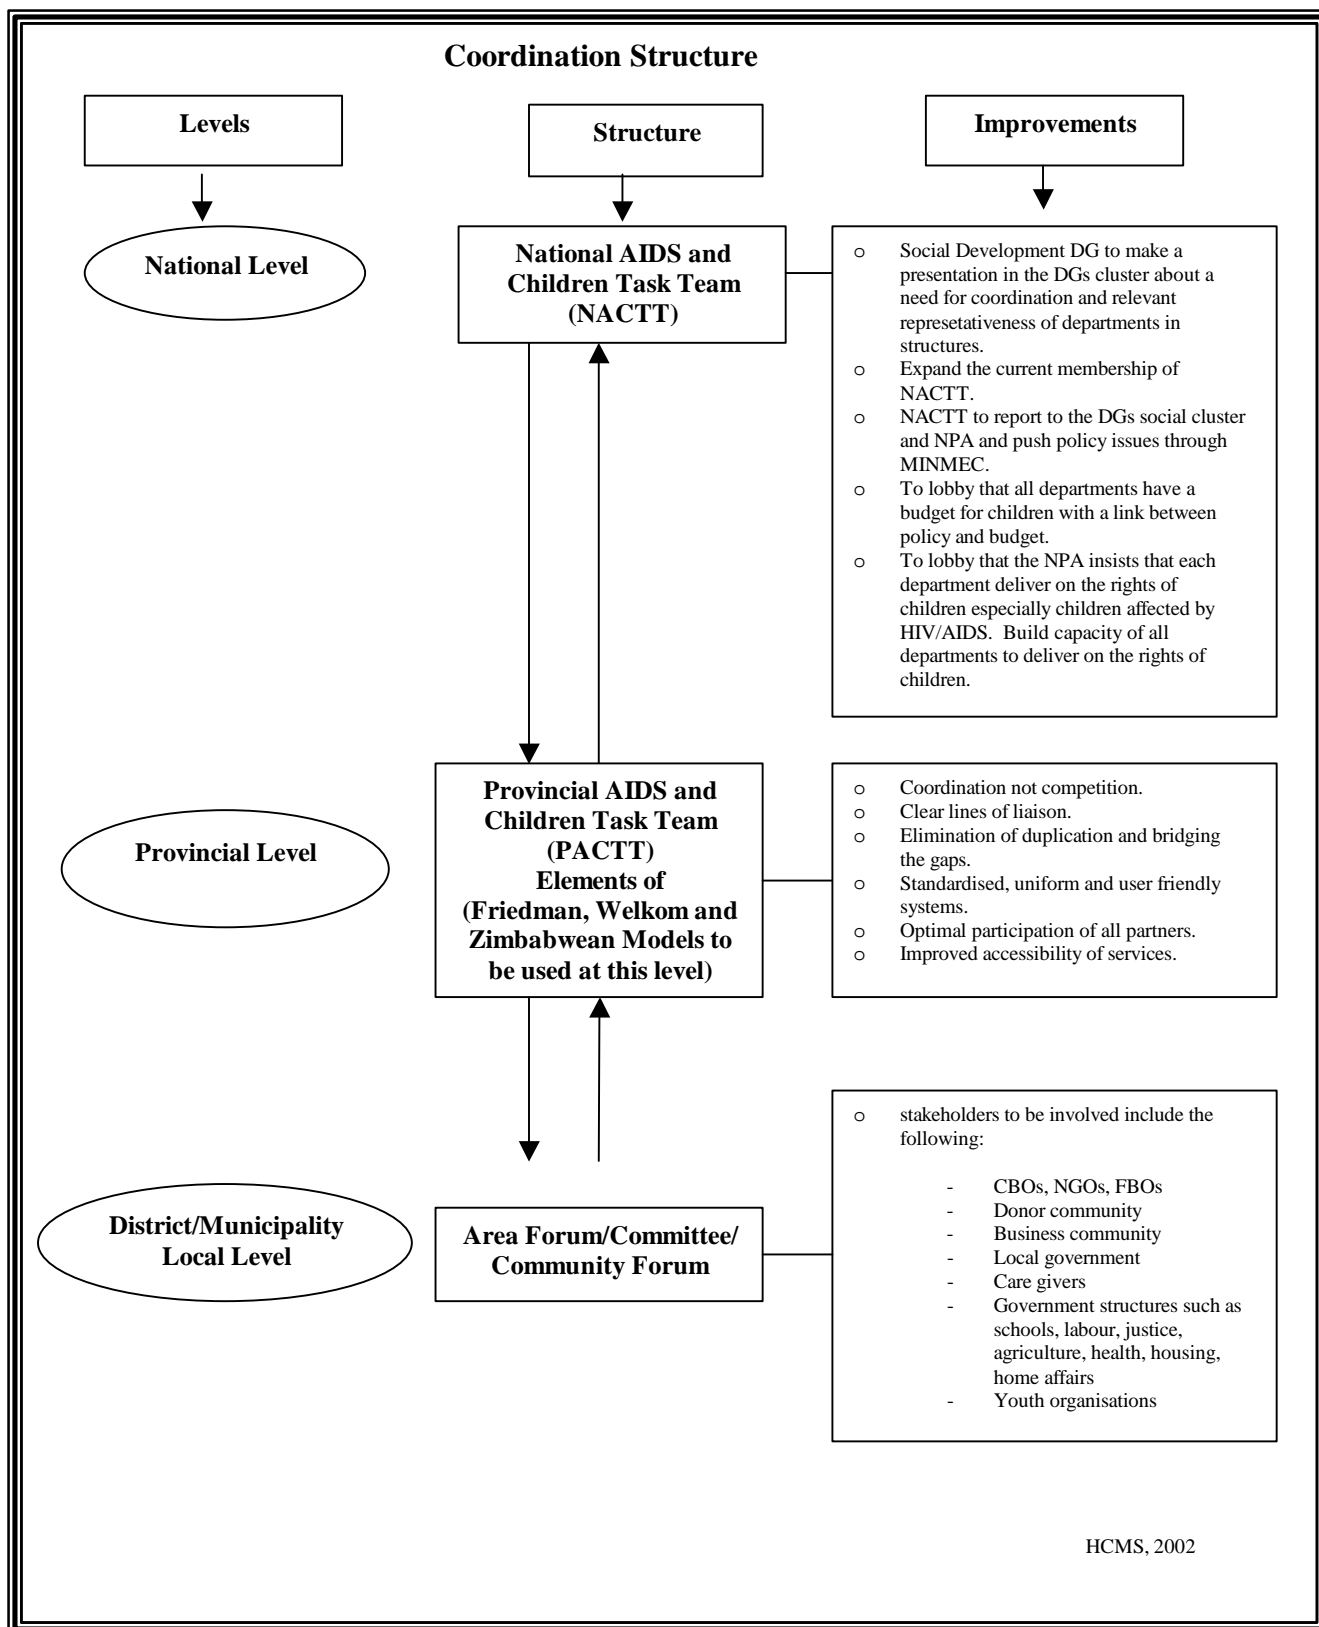 Coordination Structure
Levels
Structure
Improvements
National Level
National AIDS and
Children Task Team
(NACTT)
o Social Development DG to make a
presentation in the DGs cluster about a
need for coordination and relevant
represetativeness of departments in
structures.
o Expand the current membership of
NACTT.
o NACTT to report to the DGs social cluster
and NPA and push policy issues through
MINMEC.
o To lobby that all departments have a
budget for children with a link between
policy and budget.
o To lobby that the NPA insists that each
department deliver on the rights of
children especially children affected by
HIV/AIDS. Build capacity of all
departments to deliver on the rights of
children.
Provincial Level
Provincial AIDS and
Children Task Team
(PACTT)
Elements of
(Friedman, Welkom and
Zimbabwean Models to
be used at this level)
o Coordination not competition.
o Clear lines of liaison.
o Elimination of duplication and bridging
the gaps.
o Standardised, uniform and user friendly
systems.
o Optimal participation of all partners.
o Improved accessibility of services.
District/Municipality
Local Level
Area Forum/Committee/
Community Forum
o stakeholders to be involved include the
following:
- CBOs, NGOs, FBOs
- Donor community
- Business community
- Local government
- Care givers
- Government structures such as
schools, labour, justice,
agriculture, health, housing,
home affairs
- Youth organisations
HCMS, 2002